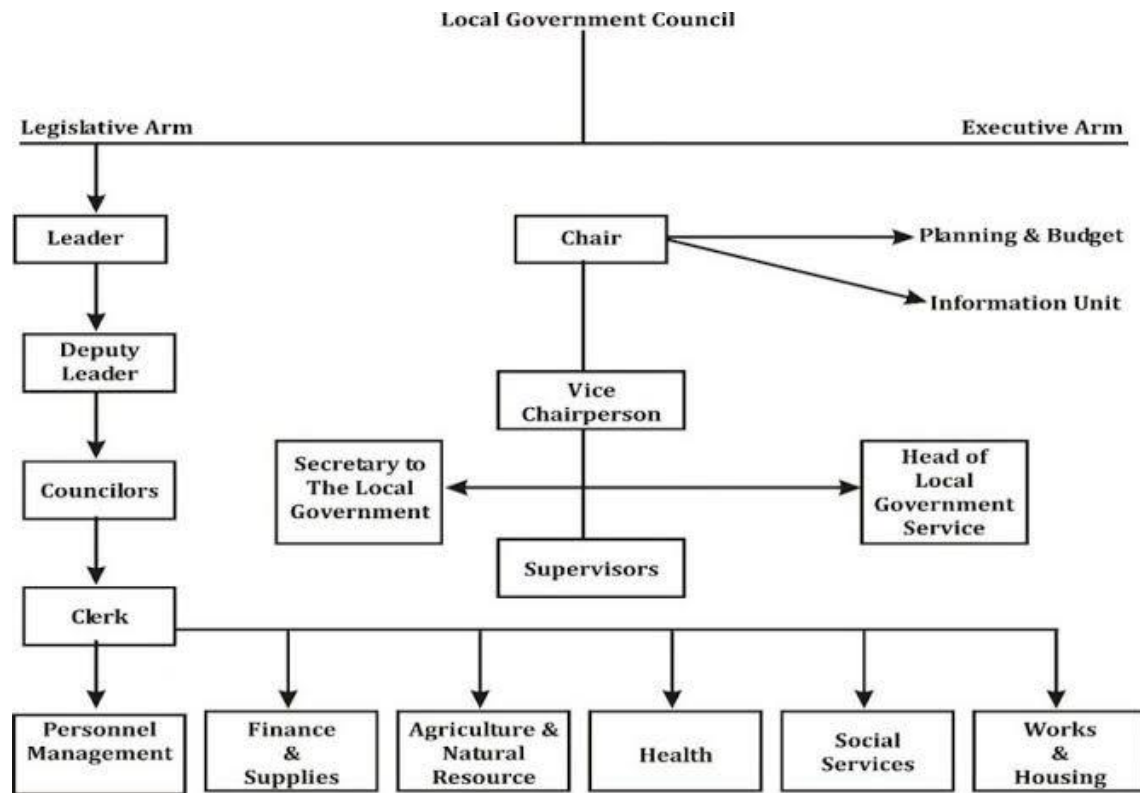 Local Government Council
Legislative Arm
Executive Arm
Leader
Chair
Planning & Budget
Information Unit
Deputy
Leader
Vice
Chairperson
Councilors
Secretary to
The Local
Government
Head of
Local
Government
Service
Supervisors
Clerk
Personnel
Management
Finance
&
Supplies
Agriculture &
Natural
Resource
Health
Social
Services
Works
&
Housing